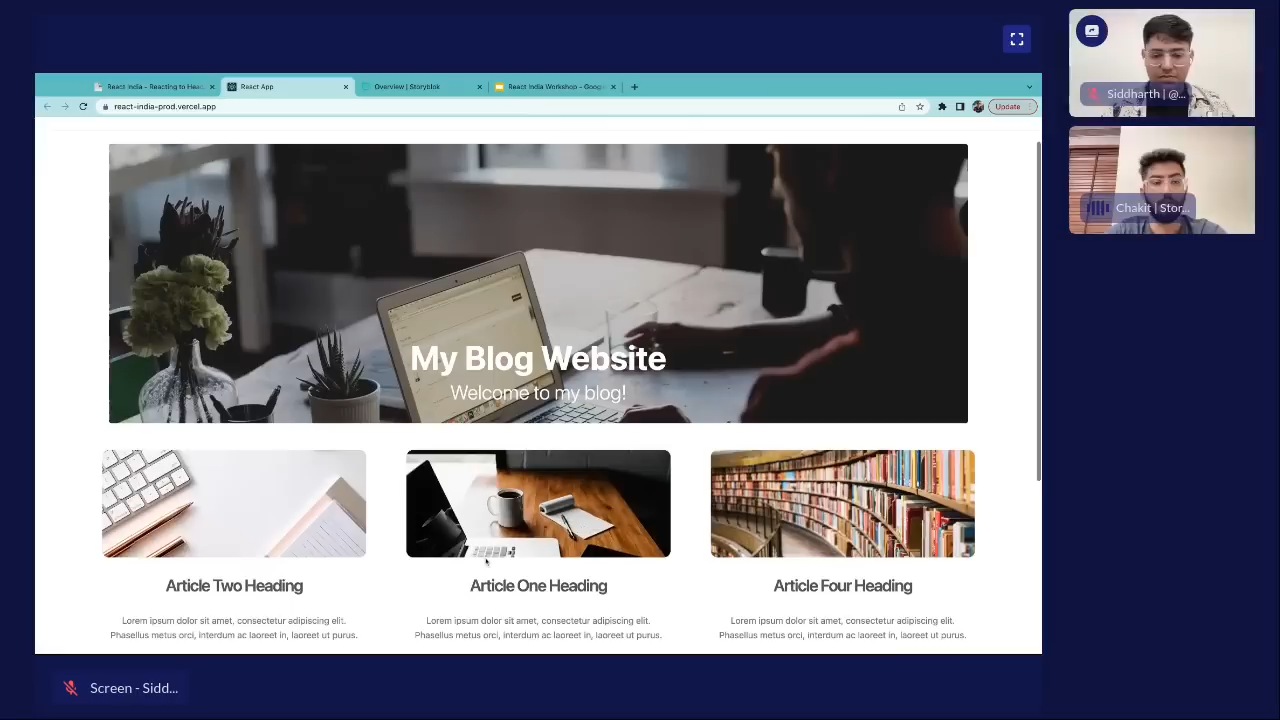 React India - Reacting to Head
React App
Overview | Storyblok
React India Workshop - Goog
react-india-prod.vercel.app
Update
My Blog Website
Welcome to my blog!
Article Two Heading
Article One Heading
Article Four Heading
Lorem ipsum dolor sit amet, consectetur adipiscing elit.
Phasellus metus orci, interdum ac laoreet in, laoreet ut purus.
Lorem ipsum dolor sit amet, consectetur adipiscing elit.
Phasellus metus orci, interdum ac laoreet in, laoreet ut purus.
Lorem ipsum dolor sit amet, consectetur adipiscing elit.
Phasellus metus orci, interdum ac laoreet in, laoreet ut purus.
Screen - Sidd...
Siddharth | @...
Chakit | Stor...